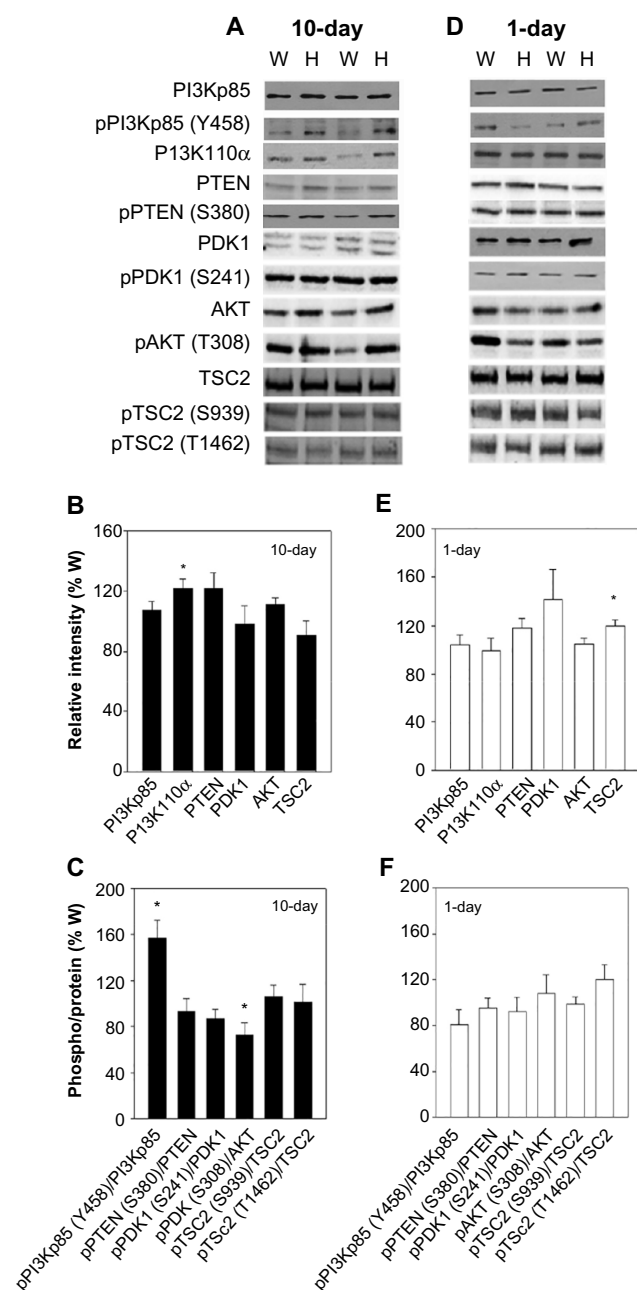 A 10-day
W H W H
D 1-day
W H W H
PI3Kp85
pPI3Kp85 (Y458)
P13K110α
PTEN
pPTEN (S380)
PDK1
pPDK1 (S241)
AKT
pAKT (T308)
TSC2
pTSC2 (S939)
pTSC2 (T1462)
B
Relative intensity (% W)
160
120
80
40
0
10-day
*
PI3Kp85
P13K110α
PTEN
PDK1
AKT
TSC2
E
200
160
120
80
40
0
1-day
*
PI3Kp85
P13K110α
PTEN
PDK1
AKT
TSC2
C
Phospho/protein (% W)
200
160
120
80
40
0
10-day
*
*
pPI3Kp85 (Y458)/PI3Kp85
pPTEN (S380)/PTEN
pPDK1 (S241)/PDK1
pPDK (S308)/AKT
pTSC2 (S939)/TSC2
pTSc2 (T1462)/TSC2
F
200
160
120
80
40
0
1-day
pPI3Kp85 (Y458)/PI3Kp85
pPTEN (S380)/PTEN
pPDK1 (S241)/PDK1
pAKT (S308)/AKT
pTSC2 (S939)/TSC2
pTSc2 (T1462)/TSC2